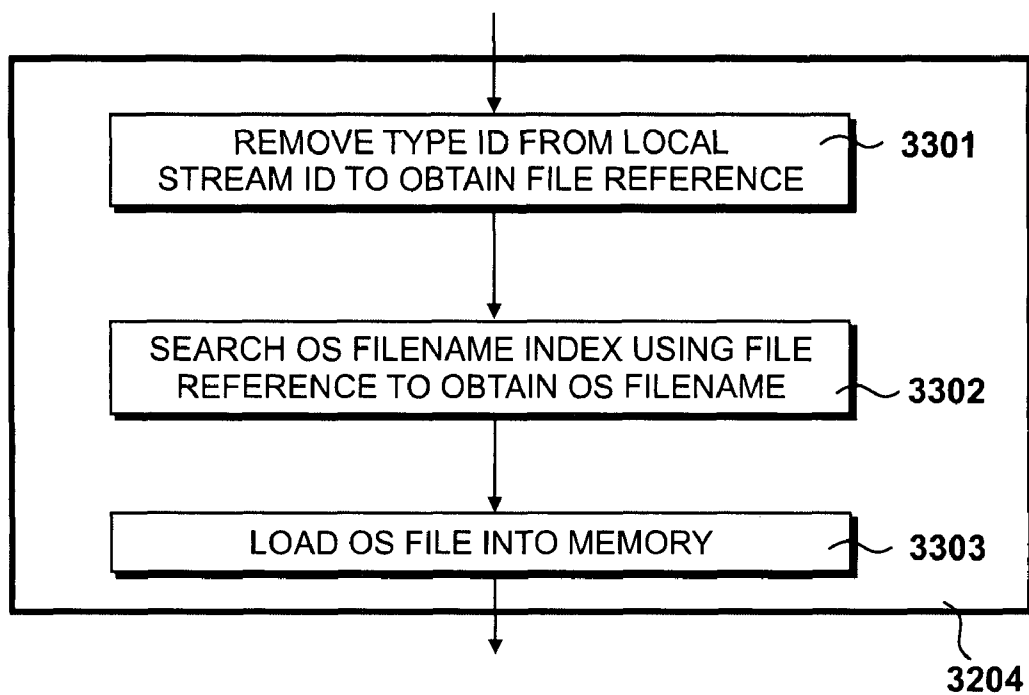 REMOVE TYPE ID FROM LOCAL
STREAM ID TO OBTAIN FILE REFERENCE
3301
SEARCH OS FILENAME INDEX USING FILE
REFERENCE TO OBTAIN OS FILENAME
3302
LOAD OS FILE INTO MEMORY
3303
3204